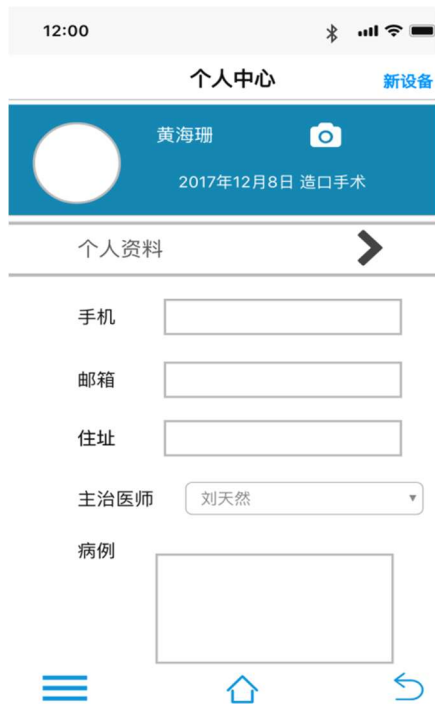 12:00
个人中心
新设备
黄海珊
2017年12月8日 造口手术
个人资料
手机
邮箱
住址
主治医师 刘天然
病例